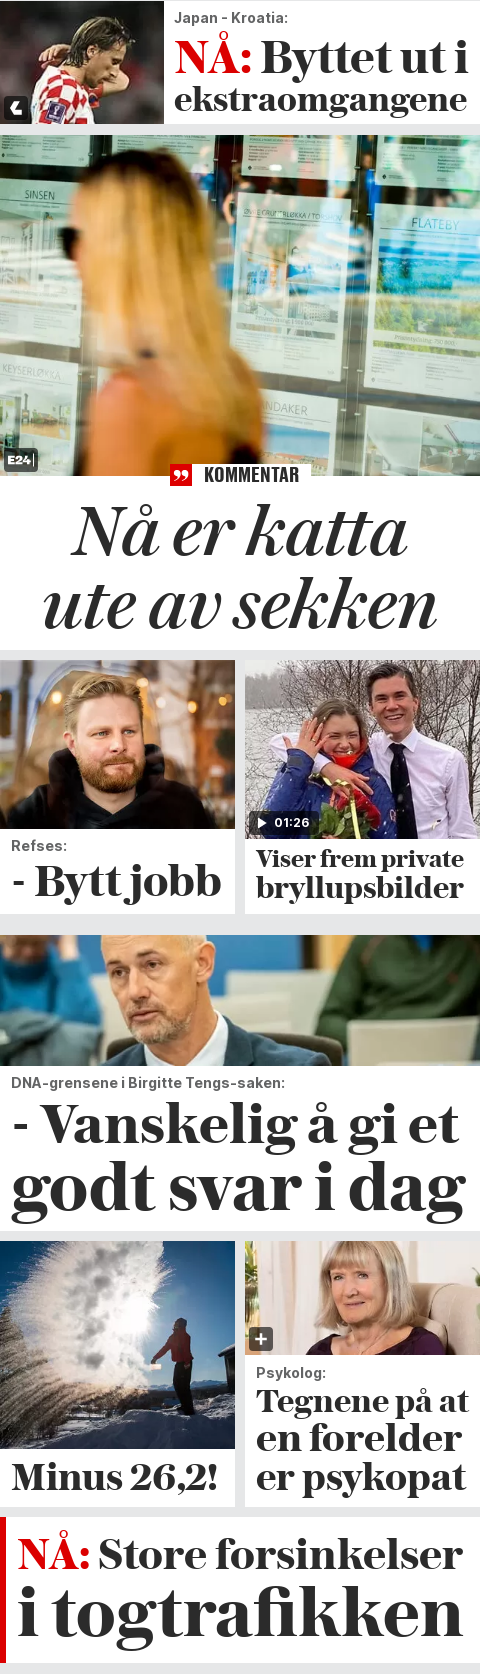 Japan - Kroatia:
NÅ: Byttet ut i
ekstraomgangene
SINSEN
FLATEBY
E24
KOMMENTAR
Nå er katta
ute av sekken
Refses:
- Bytt jobb
01:26
Viser frem private
bryllupsbilder
DNA-grensene i Birgitte Tengs-saken:
- Vanskelig å gi et
godt svar i dag
Minus 26,2!
Psykolog:
Tegnene på at
en forelder
er psykopat
NÅ: Store forsinkelser
i togtrafikken